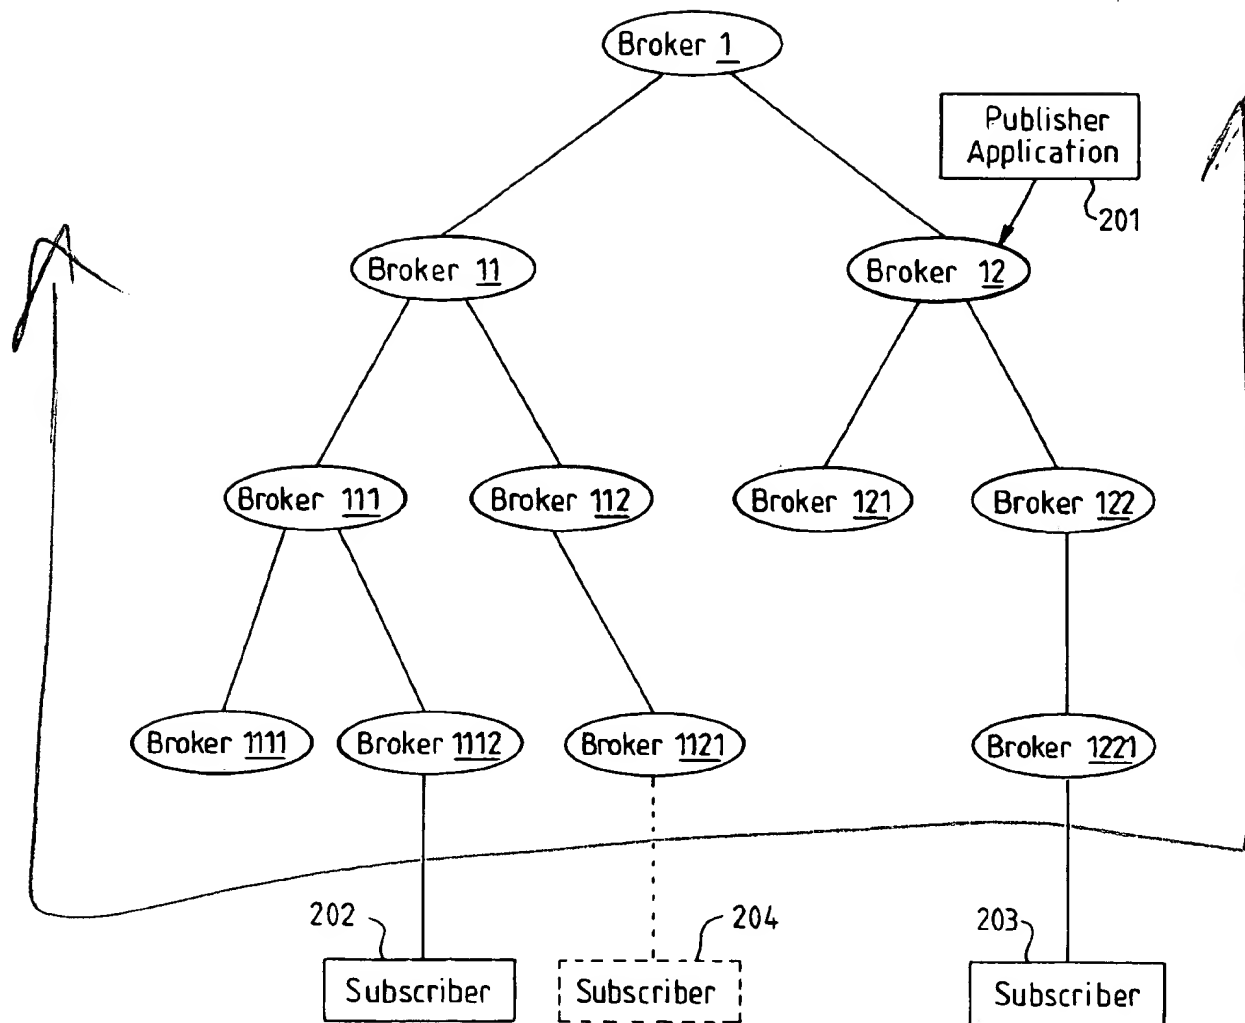 Broker 1
Publisher
Application
201
Broker 11
Broker 12
Broker 111
Broker 112
Broker 121
Broker 122
Broker 1111
Broker 1112
Broker 1121
Broker 1221
202
204
203
Subscriber
Subscriber
Subscriber